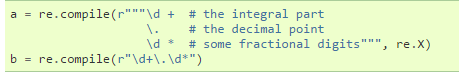 a = re.compile(r"""\d +  # the integral part
                   \.    # the decimal point
                   \d *  # some fractional digits""", re.X)
b = re.compile(r"\d+\.\d*")